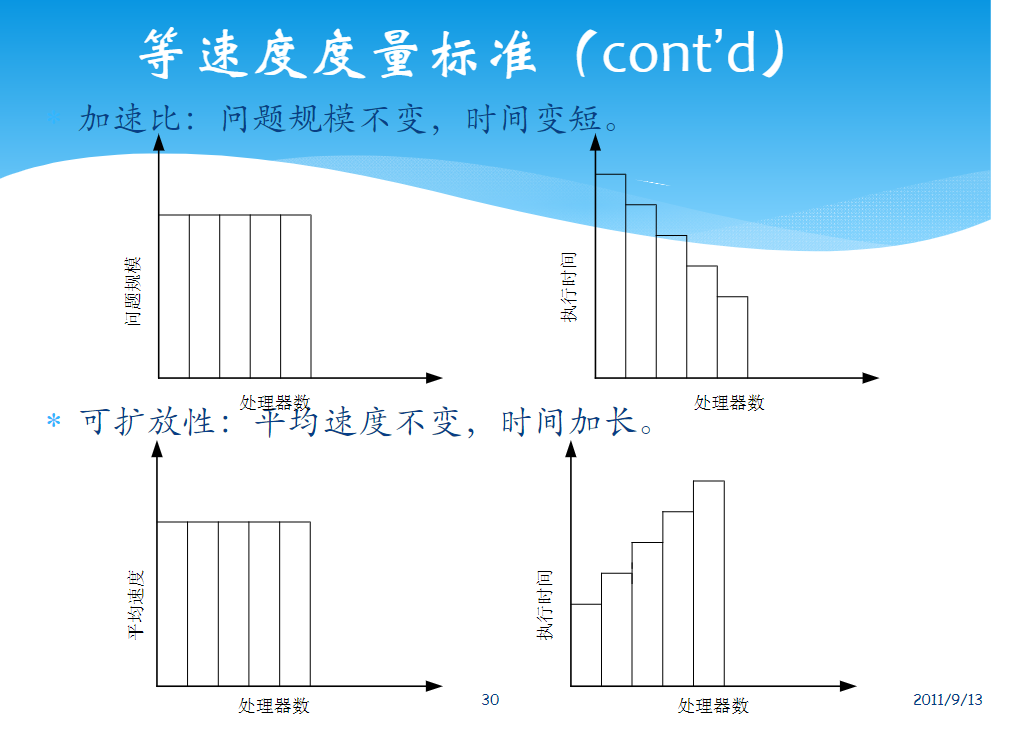 等速度度量标准（cont’d）
* 加速比：问题规模不变，时间变短。
问题规模
处理器数
执行时间
处理器数
* 可扩放性：平均速度不变，时间加长。
平均速度
处理器数
执行时间
处理器数
30
2011/9/13